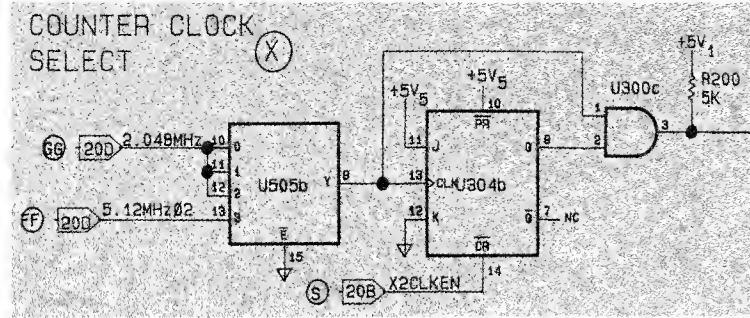 COUNTER CLOCK
SELECT
X
+5V1
R200
5K
U300c
1
2
3
+5V5
+5V5
10
PR
11
J
Q
9
13
CLK
U304b
12
K
Q
7
NC
CR
14
GG
20D
2.048MHz
10
0
11
1
12
2
13
3
U505b
Y
9
E
15
FF
20D
5.12MHzØ2
S
20B
X2CLKEN